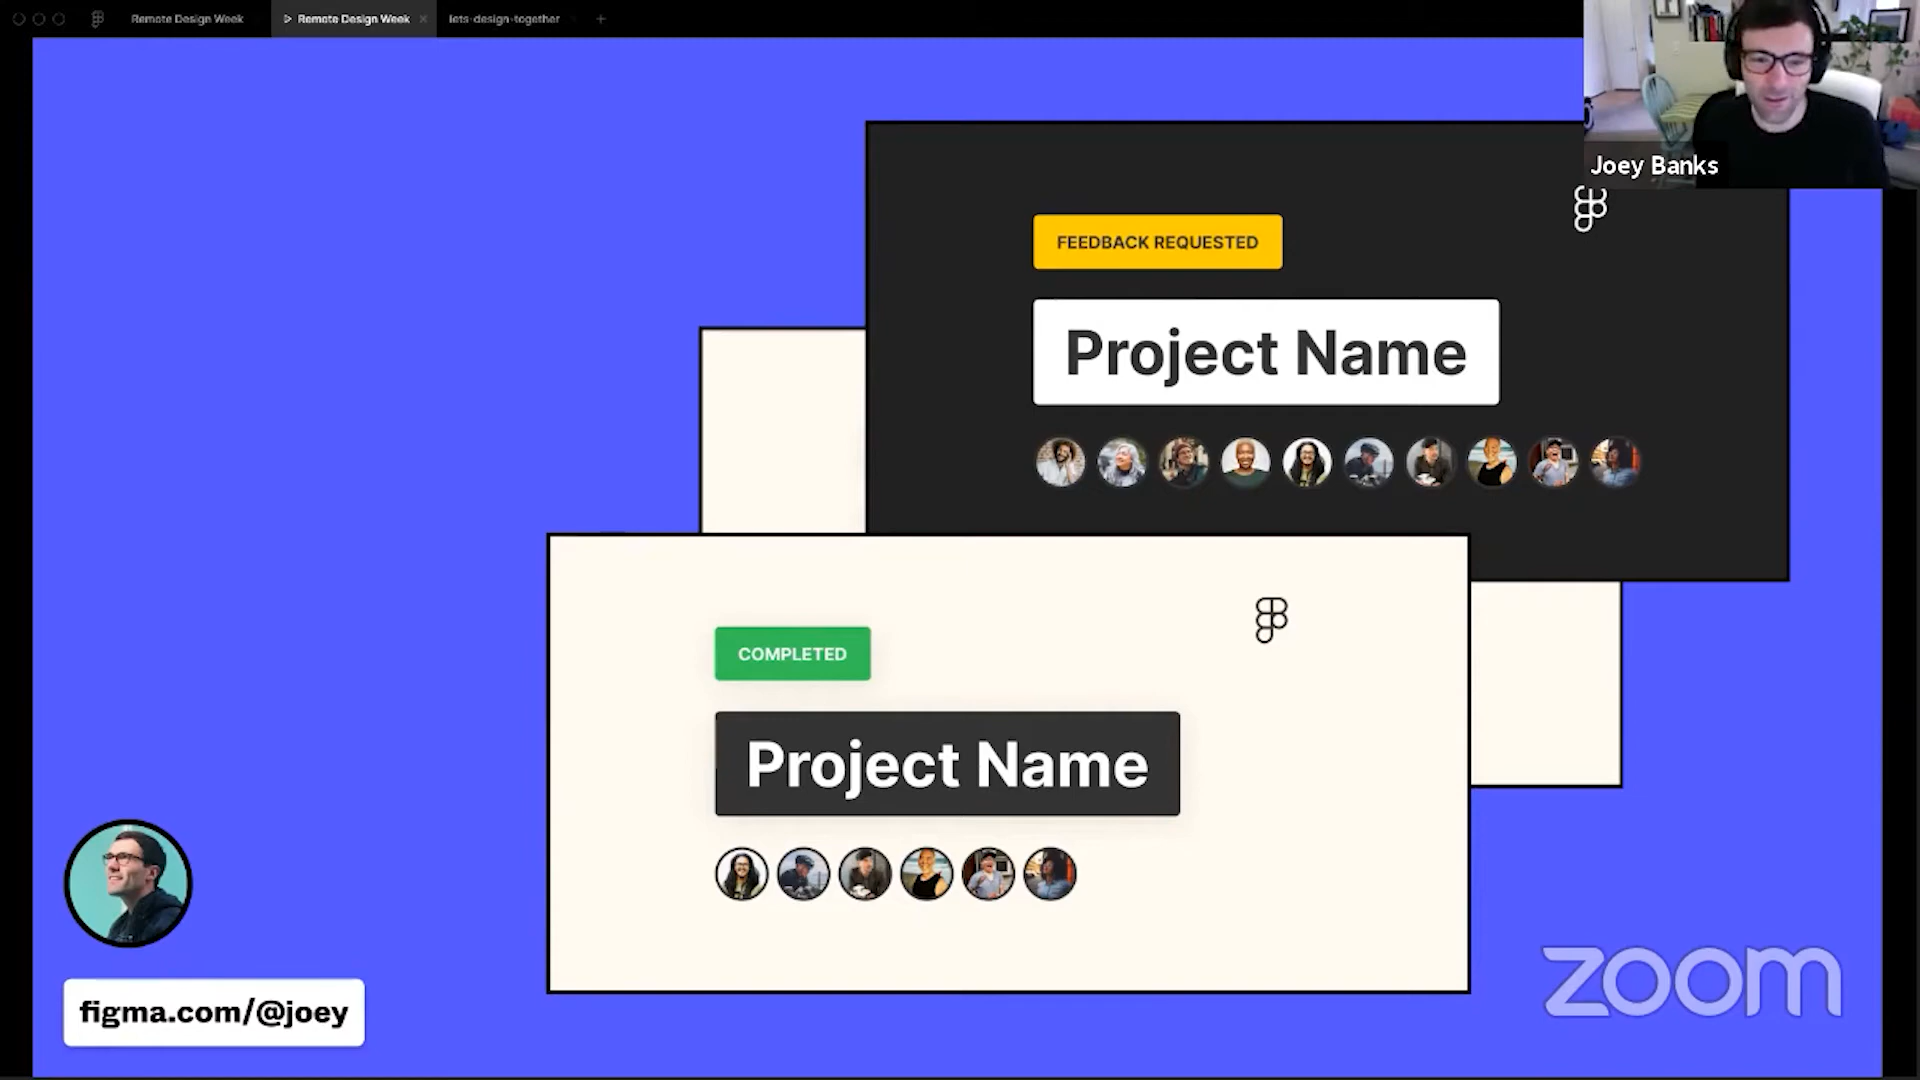 Remote Design Week
Remote Design Week
lets-design-together
Joey Banks
FEEDBACK REQUESTED
Project Name
COMPLETED
Project Name
figma.com/@joey
zoom